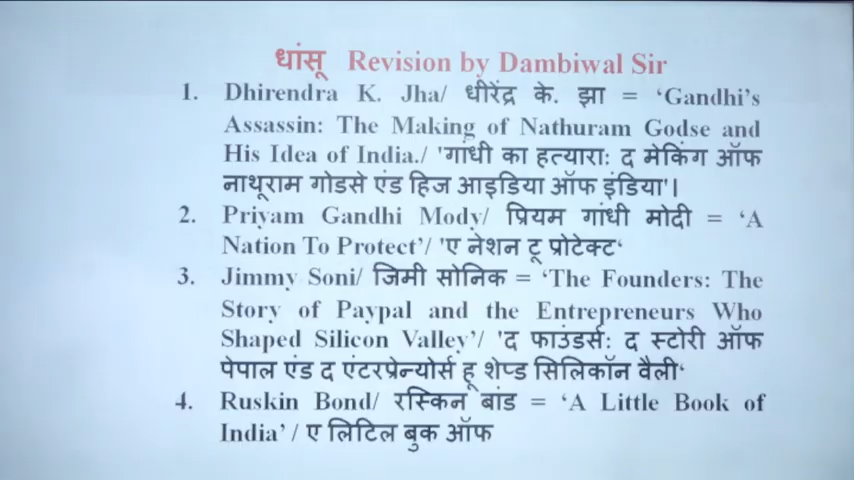 धांसू Revision by Dambiwal Sir
1. Dhirendra K. Jha/ धीरेंद्र के. झा = ‘Gandhi’s
Assassin: The Making of Nathuram Godse and
His Idea of India./ 'गांधी का हत्यारा: द मेकिंग ऑफ
नाथूराम गोडसे एंड हिज आइडिया ऑफ इंडिया'।
2. Priyam Gandhi Mody/ प्रियम गांधी मोदी = ‘A
Nation To Protect’/ 'ए नेशन टू प्रोटेक्ट‘
3. Jimmy Soni/ जिमी सोनिक = ‘The Founders: The
Story of Paypal and the Entrepreneurs Who
Shaped Silicon Valley’/ 'द फाउंडर्स: द स्टोरी ऑफ
पेपाल एंड द एंटरप्रेन्योर्स हू शेप्ड सिलिकॉन वैली‘
4. Ruskin Bond/ रस्किन बांड = ‘A Little Book of
India’ / ए लिटिल बुक ऑफ